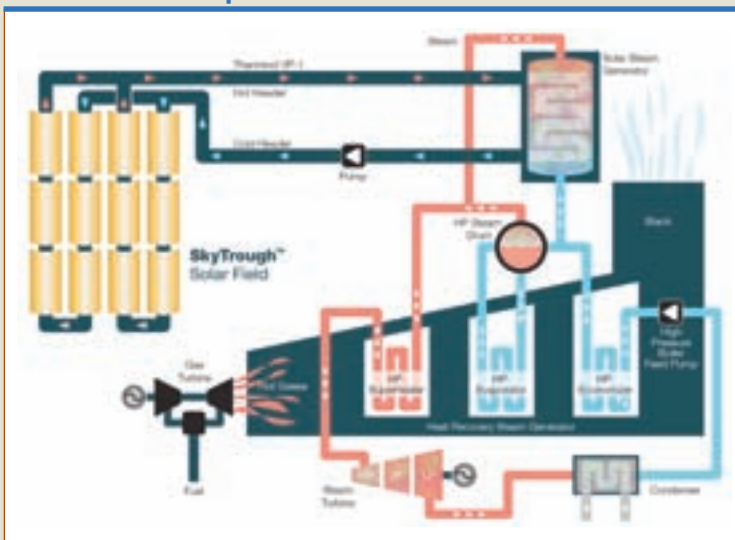 Steam
Solar Steam
Generator
Therminol VP-1
Hot Header
Cold Header
Pump
HP Steam
Drum
Stack
SkyTrough™
Solar Field
Gas
Turbine
Hot Gases
HP
Superheater
HP
Evaporator
HP
Economizer
High
Pressure
Boiler
Feed Pump
Heat Recovery Steam Generator
Fuel
Steam
Turbine
Condenser